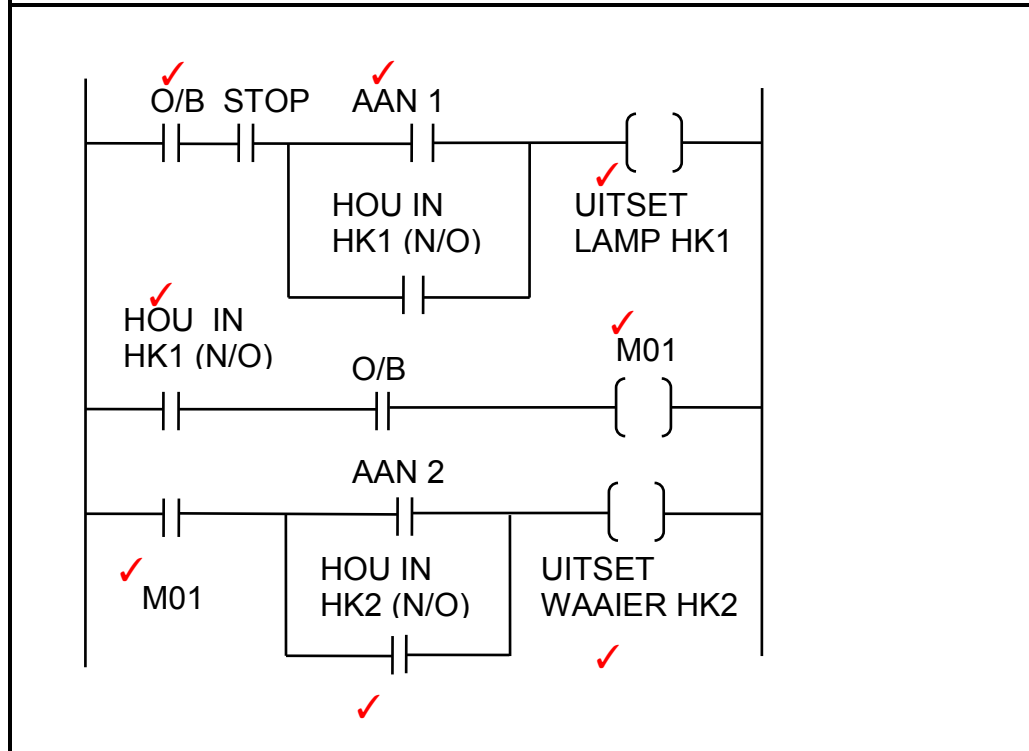 O/B STOP AAN 1
HOU IN
HK1 (N/O)
UITSET
LAMP HK1
HOU IN
HK1 (N/O)
O/B
M01
AAN 2
M01
HOU IN
HK2 (N/O)
UITSET
WAAIER HK2